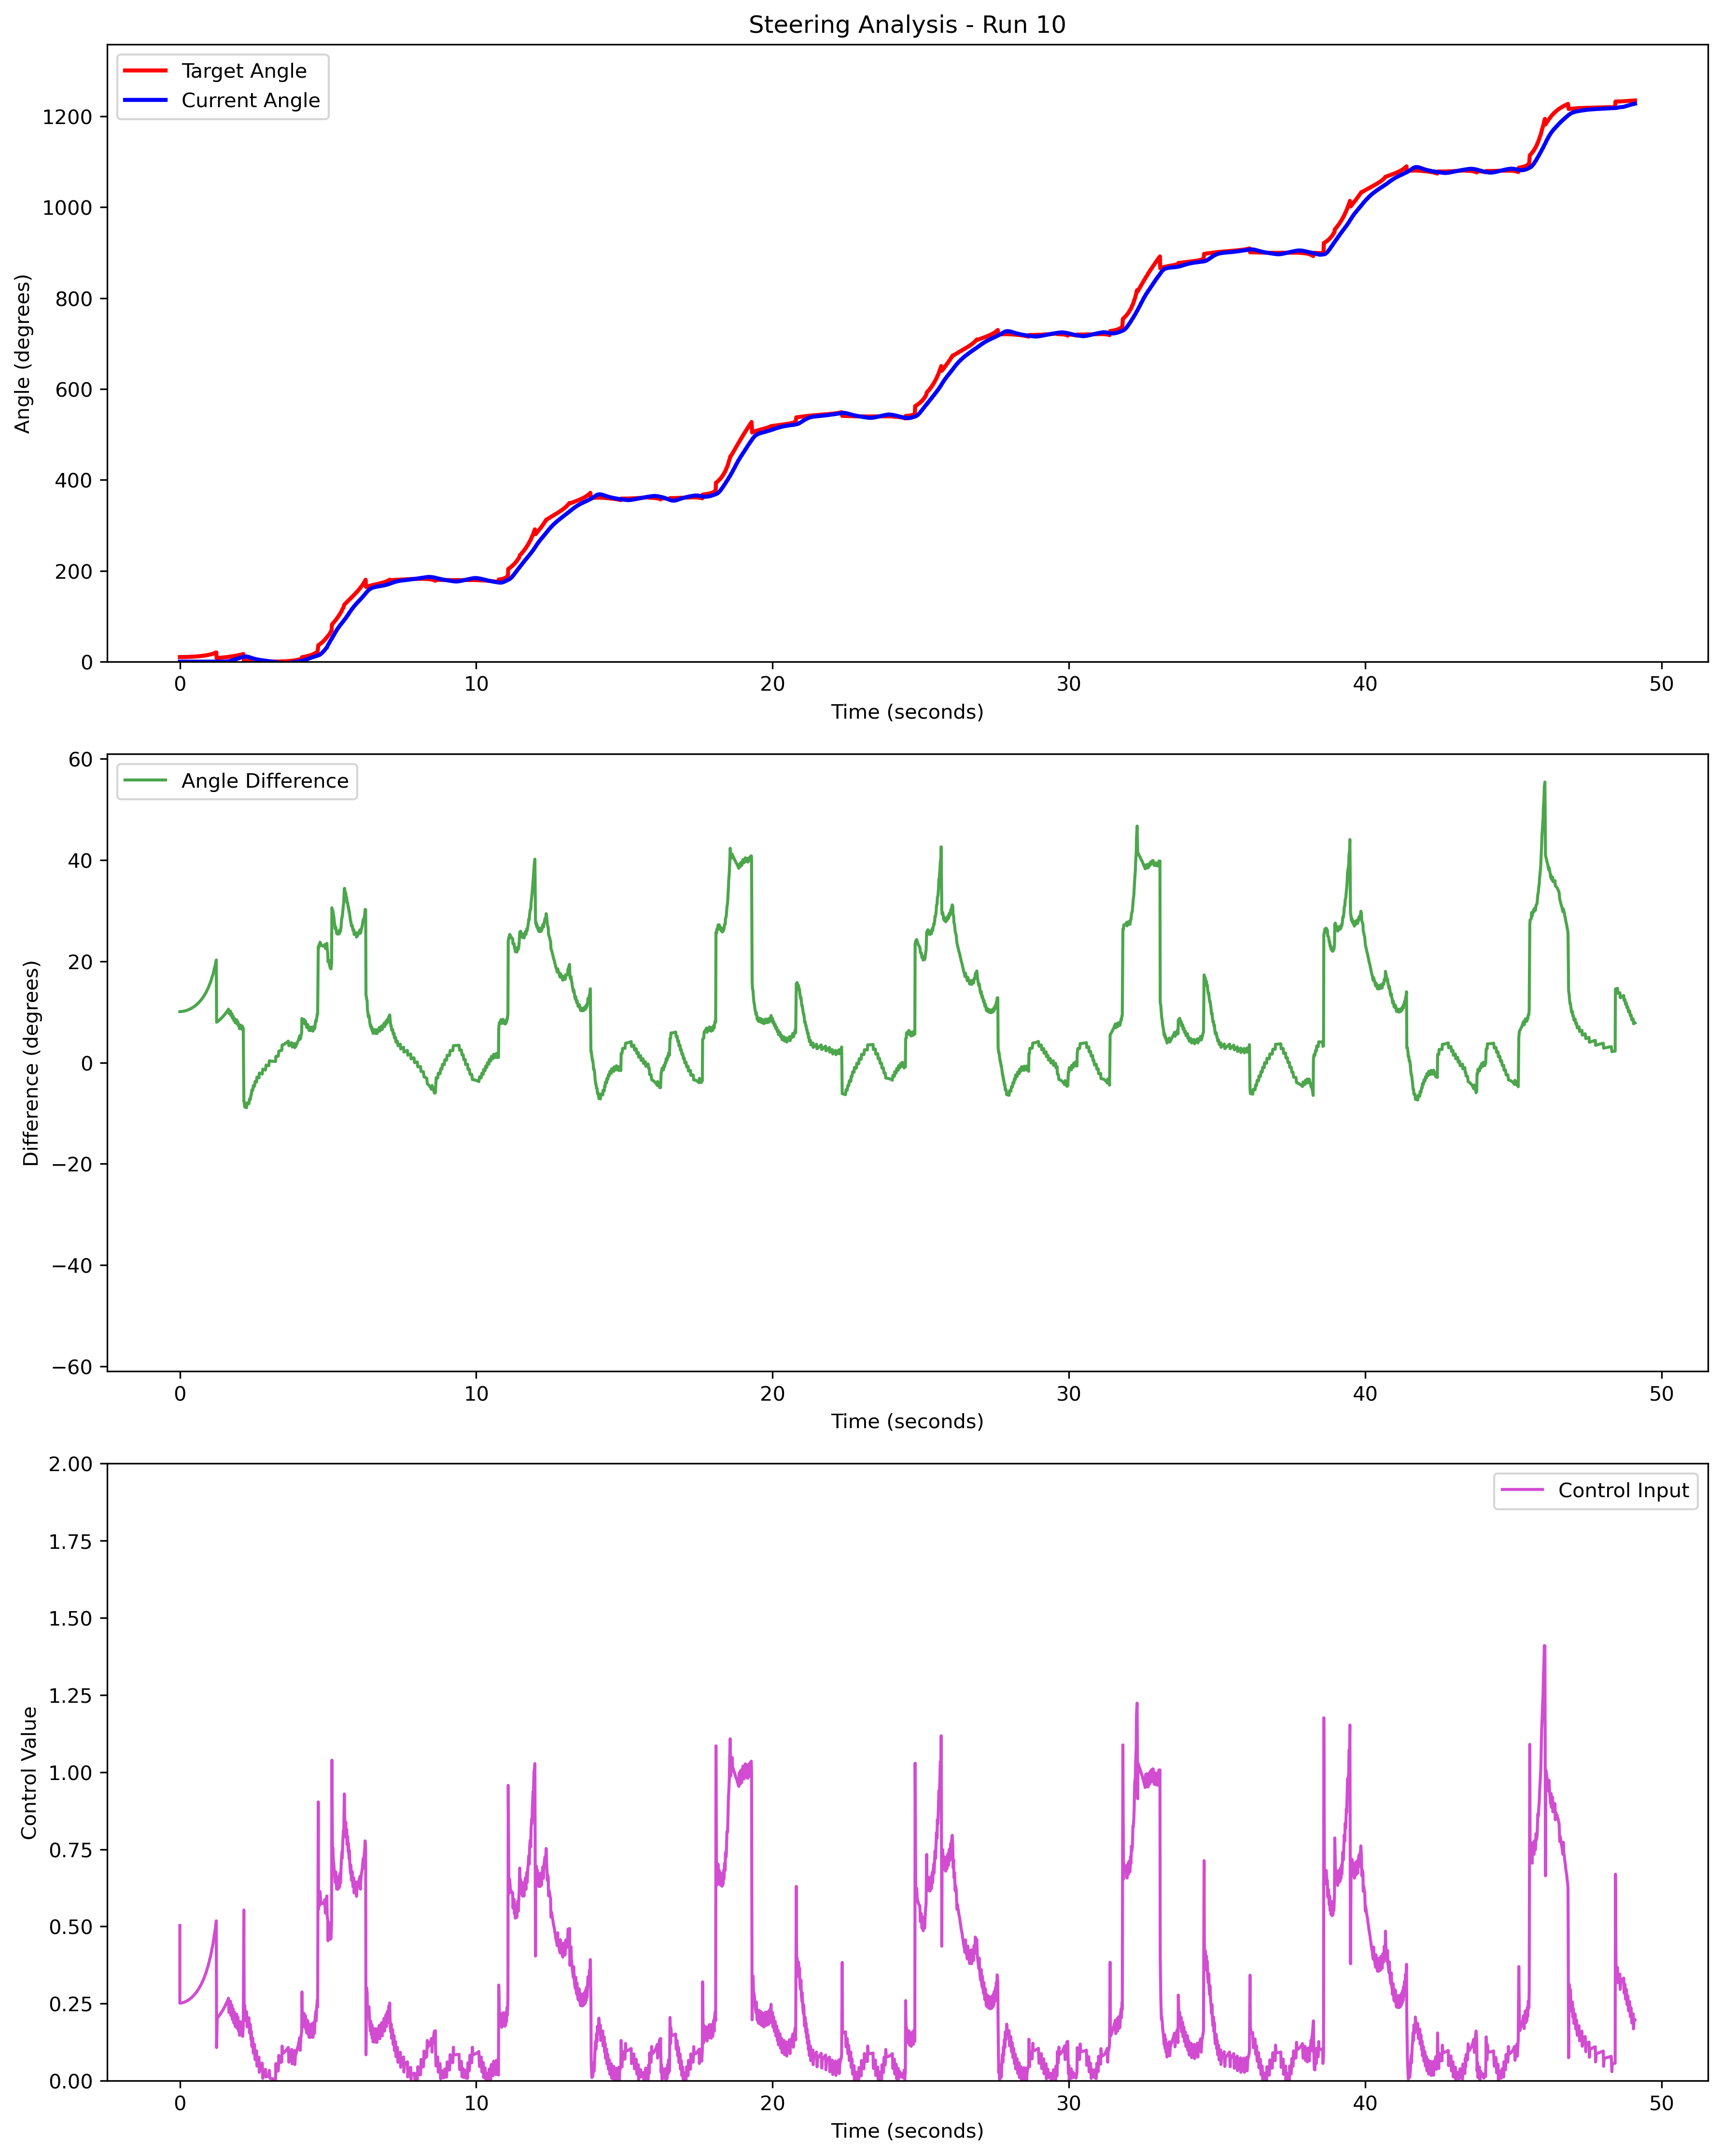 Steering Analysis - Run 10
Target Angle
Current Angle
Angle (degrees)
1200
1000
800
600
400
200
0
0 10 20 30 40 50
Time (seconds)
Angle Difference
Difference (degrees)
60
40
20
0
−20
−40
−60
0 10 20 30 40 50
Time (seconds)
Control Input
Control Value
2.00
1.75
1.50
1.25
1.00
0.75
0.50
0.25
0.00
0 10 20 30 40 50
Time (seconds)